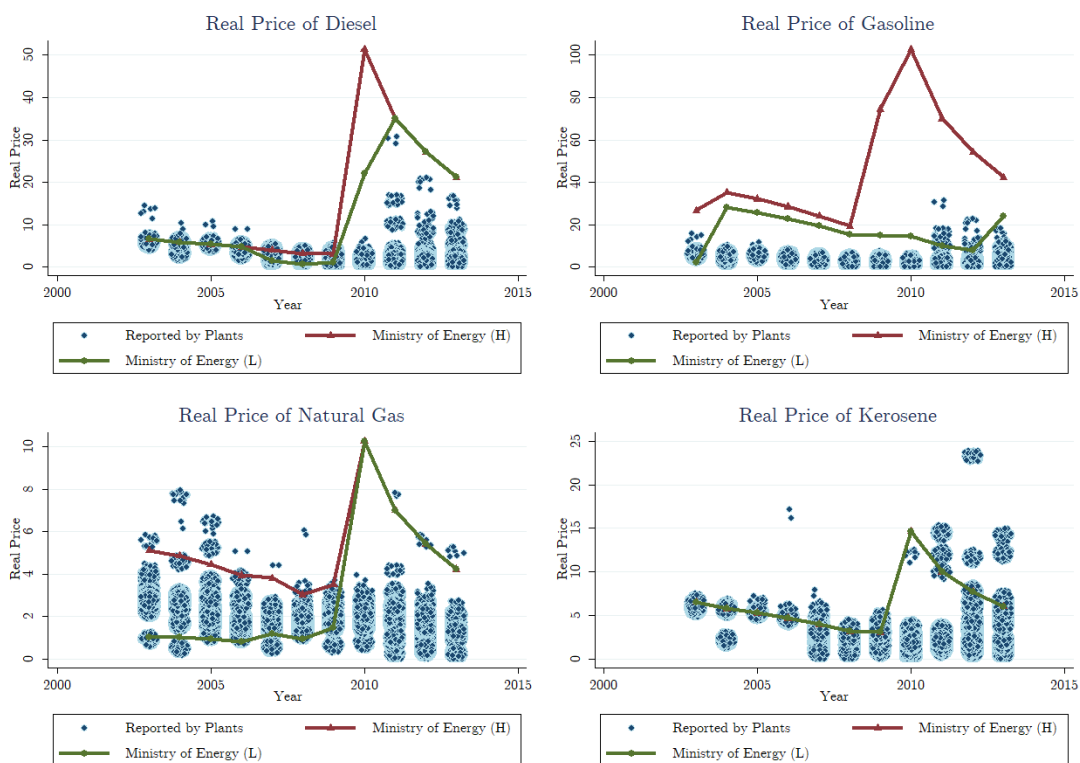 Real Price of Diesel
Real Price
50
40
30
20
10
0
2000 2005 2010 2015
Year
Reported by Plants Ministry of Energy (H)
Ministry of Energy (L)
Real Price of Gasoline
Real Price
100
80
60
40
20
0
2000 2005 2010 2015
Year
Reported by Plants Ministry of Energy (H)
Ministry of Energy (L)
Real Price of Natural Gas
Real Price
10
8
6
4
2
0
2000 2005 2010 2015
Year
Reported by Plants Ministry of Energy (H)
Ministry of Energy (L)
Real Price of Kerosene
Real Price
25
20
15
10
5
0
2000 2005 2010 2015
Year
Reported by Plants Ministry of Energy (H)
Ministry of Energy (L)